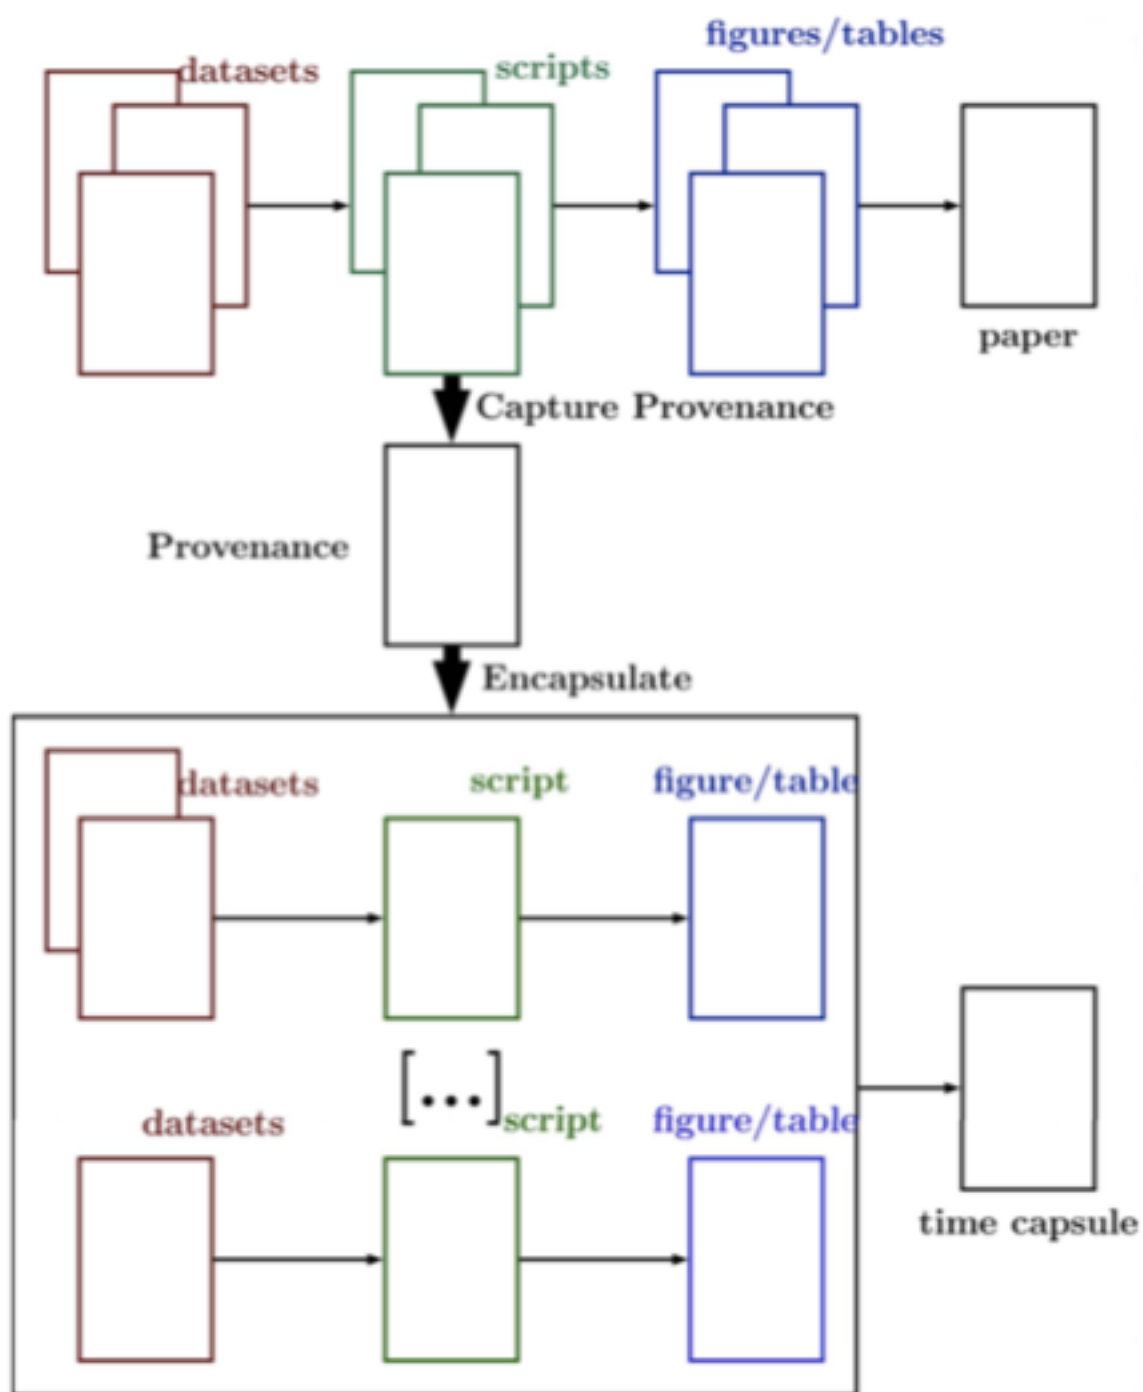 figures/tables
datasets
scripts
paper
Capture Provenance
Provenance
Encapsulate
datasets
script
figure/table
[...]
datasets
script
figure/table
time capsule